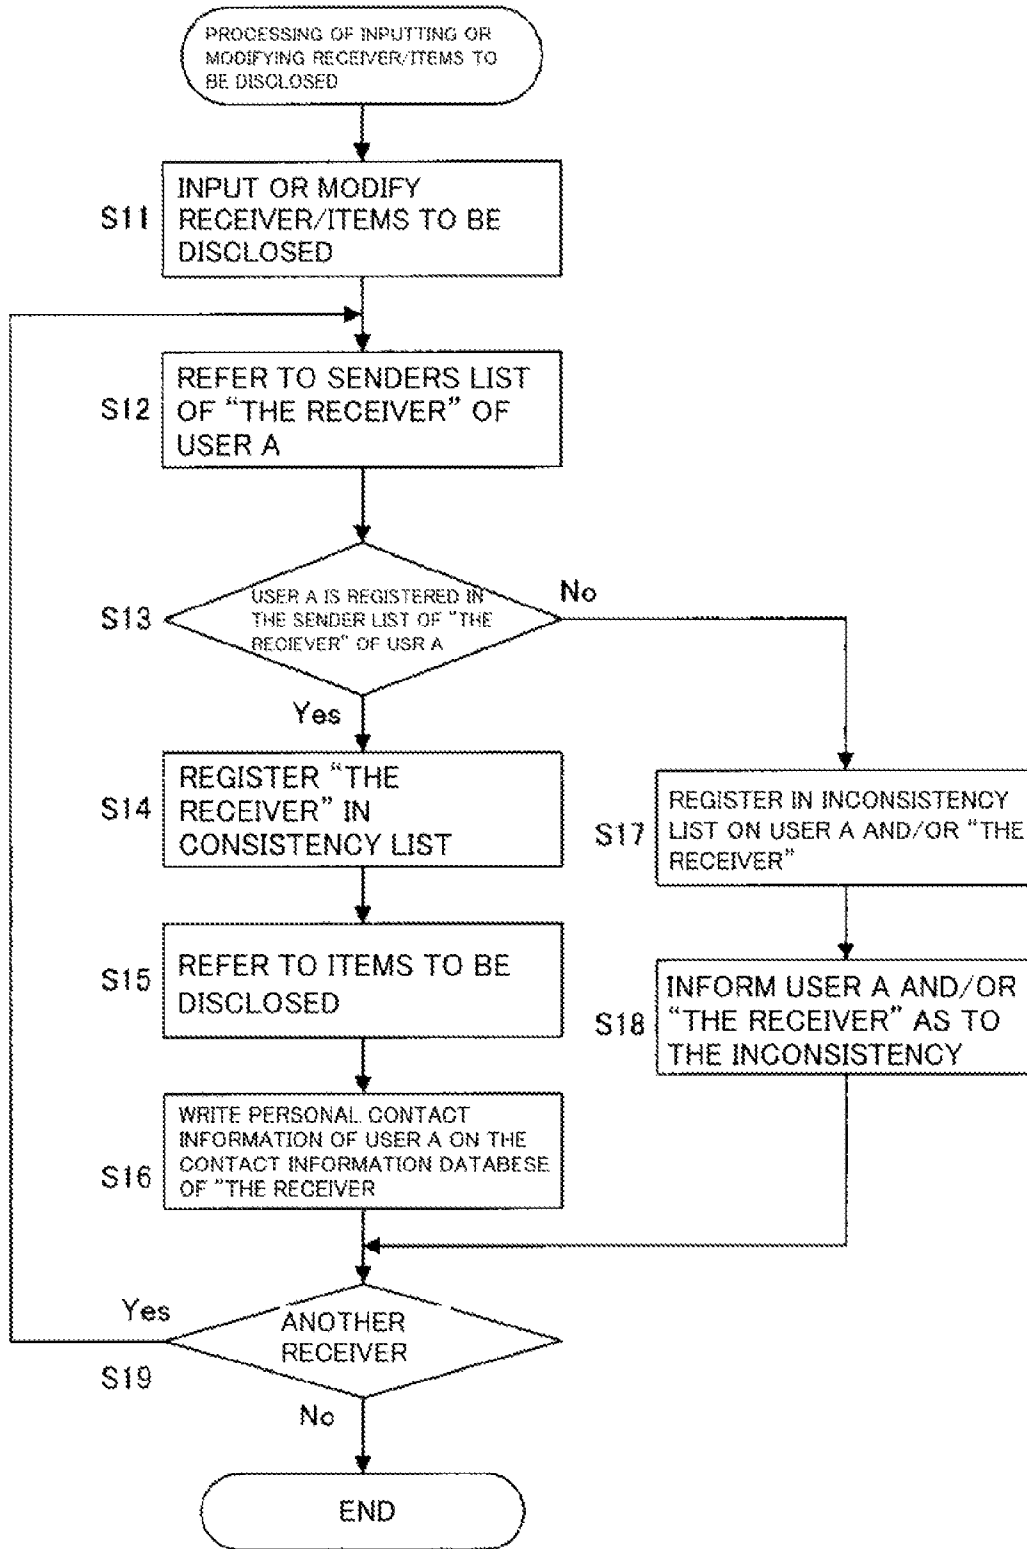 PROCESSING OF INPUTTING OR
MODIFYING RECEIVER/ITEMS TO
BE DISCLOSED
S11
INPUT OR MODIFY
RECEIVER/ITEMS TO BE
DISCLOSED
S12
REFER TO SENDERS LIST
OF “THE RECEIVER” OF
USER A
S13
USER A IS REGISTERED IN
THE SENDER LIST OF “THE
RECIEVER” OF USR A
No
Yes
S14
REGISTER “THE
RECEIVER” IN
CONSISTENCY LIST
S17
REGISTER IN INCONSISTENCY
LIST ON USER A AND/OR “THE
RECEIVER”
S15
REFER TO ITEMS TO BE
DISCLOSED
S18
INFORM USER A AND/OR
“THE RECEIVER” AS TO
THE INCONSISTENCY
S16
WRITE PERSONAL CONTACT
INFORMATION OF USER A ON THE
CONTACT INFORMATION DATABESE
OF “THE RECEIVER
Yes
S19
ANOTHER
RECEIVER
No
END